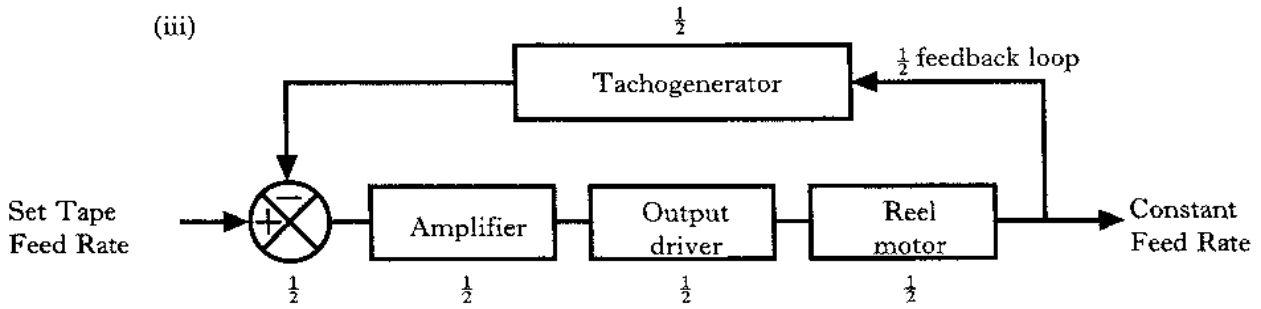 (iii)
½
½ feedback loop
Tachogenerator
−
+
Set Tape
Feed Rate
Amplifier
Output
driver
Reel
motor
Constant
Feed Rate
½
½
½
½